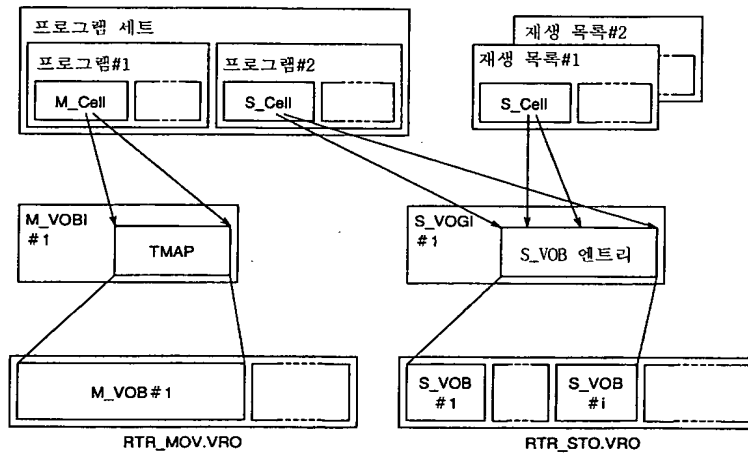 프로그램 세트
프로그램#1
M_Cell
프로그램#2
S_Cell
재생 목록#2
재생 목록#1
S_Cell
M_VOBI
#1
TMAP
S_VOGI
#1
S_VOB 엔트리
M_VOB#1
RTR_MOV.VRO
S_VOB
#1
S_VOB
#i
RTR_STO.VRO